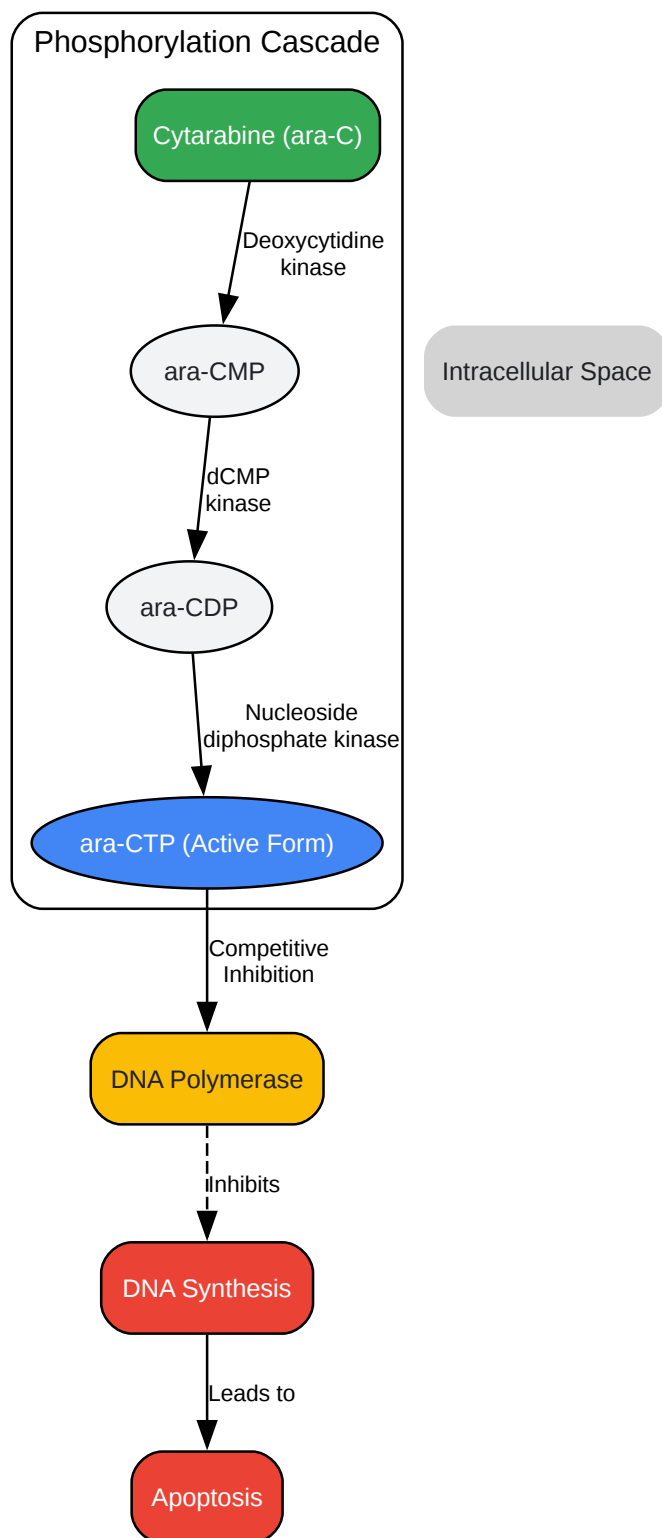 Phosphorylation Cascade
Cytarabine (ara-C)
Deoxycytidine
kinase
ara-CMP
Intracellular Space
dCMP
kinase
ara-CDP
Nucleoside
diphosphate kinase
ara-CTP (Active Form)
Competitive
Inhibition
DNA Polymerase
Inhibits
DNA Synthesis
Leads to
Apoptosis